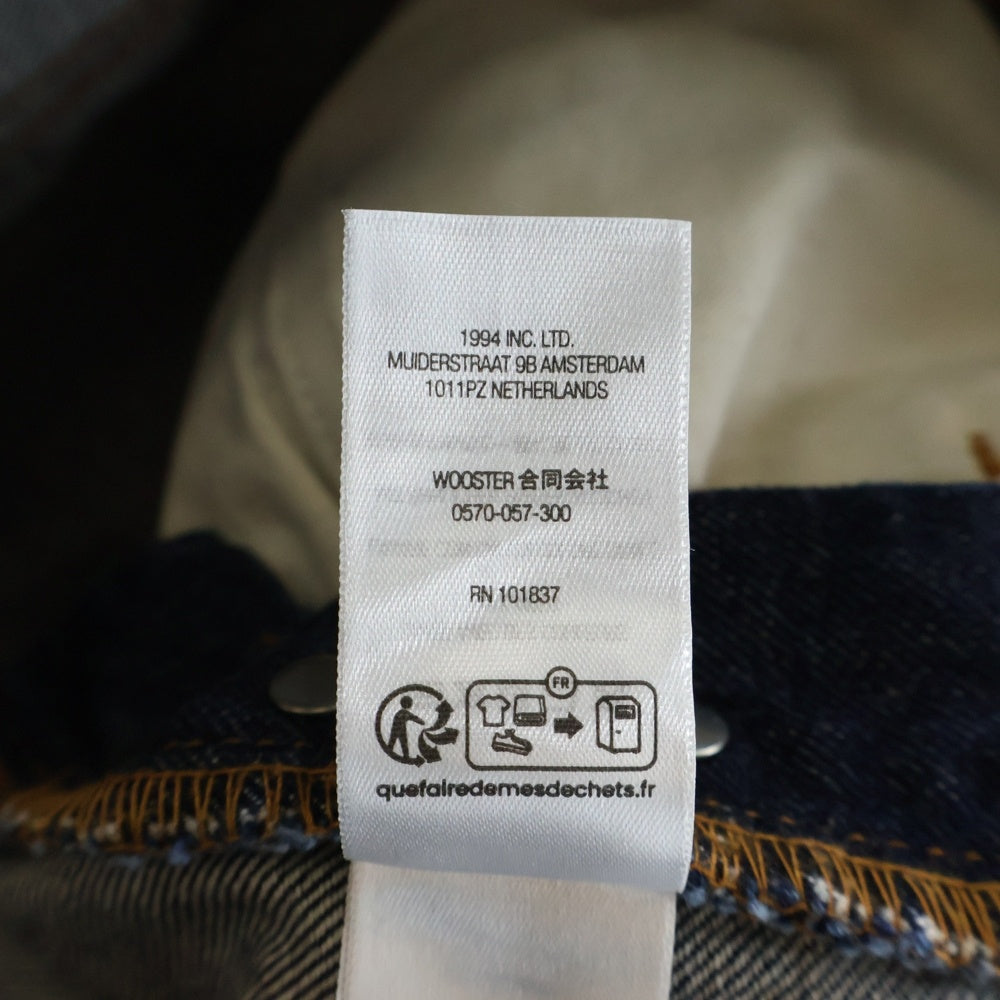 1994 INC. LTD.
MUIDERSTRAAT 9B AMSTERDAM
1011PZ NETHERLANDS
WOOSTER 合同会社
0570-057-300
RN 101837
FR
quefairedemesdechets.fr